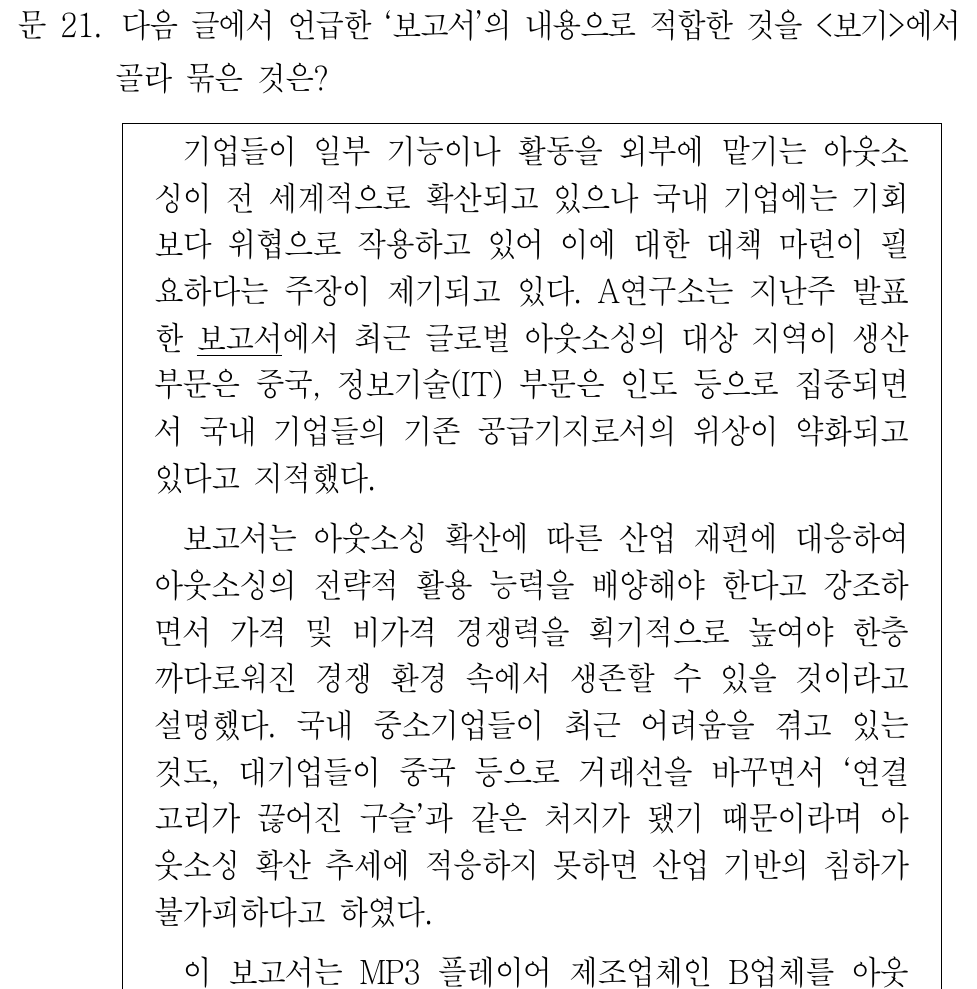 문 21. 다음 글에서 언급한 ‘보고서’의 내용으로 적합한 것을 <보기>에서
골라 묶은 것은?
기업들이 일부 기능이나 활동을 외부에 맡기는 아웃소
싱이 전 세계적으로 확산되고 있으나 국내 기업에는 기회
보다 위협으로 작용하고 있어 이에 대한 대책 마련이 필
요하다는 주장이 제기되고 있다. A연구소는 지난주 발표
한 보고서에서 최근 글로벌 아웃소싱의 대상 지역이 생산
부문은 중국, 정보기술(IT) 부문은 인도 등으로 집중되면
서 국내 기업들의 기존 공급기지로서의 위상이 약화되고
있다고 지적했다.
보고서는 아웃소싱 확산에 따른 산업 재편에 대응하여
아웃소싱의 전략적 활용 능력을 배양해야 한다고 강조하
면서 가격 및 비가격 경쟁력을 획기적으로 높여야 한층
까다로워진 경쟁 환경 속에서 생존할 수 있을 것이라고
설명했다. 국내 중소기업들이 최근 어려움을 겪고 있는
것도, 대기업들이 중국 등으로 거래선을 바꾸면서 ‘연결
고리가 끊어진 구슬’과 같은 처지가 됐기 때문이라며 아
웃소싱 확산 추세에 적응하지 못하면 산업 기반의 침하가
불가피하다고 하였다.
이 보고서는 MP3 플레이어 제조업체인 B업체를 아웃